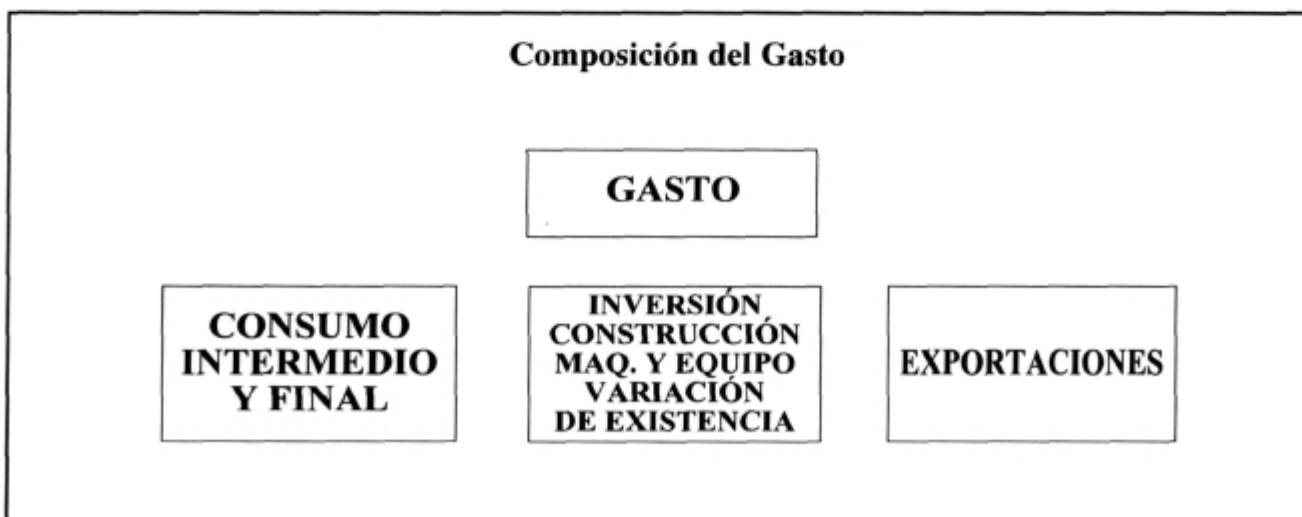 Composición del Gasto
GASTO
CONSUMO
INTERMEDIO
Y FINAL
INVERSIÓN
CONSTRUCCIÓN
MAQ. Y EQUIPO
VARIACIÓN
DE EXISTENCIA
EXPORTACIONES